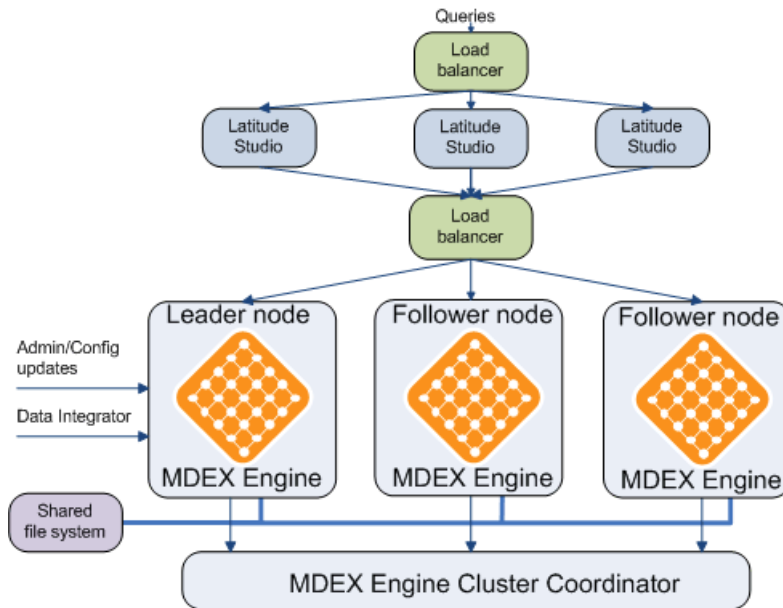 Queries
Load
balancer
Latitude
Studio
Latitude
Studio
Latitude
Studio
Load
balancer
Leader node
Follower node
Follower node
Admin/Config
updates
Data Integrator
MDEX Engine
MDEX Engine
MDEX Engine
Shared
file system
MDEX Engine Cluster Coordinator